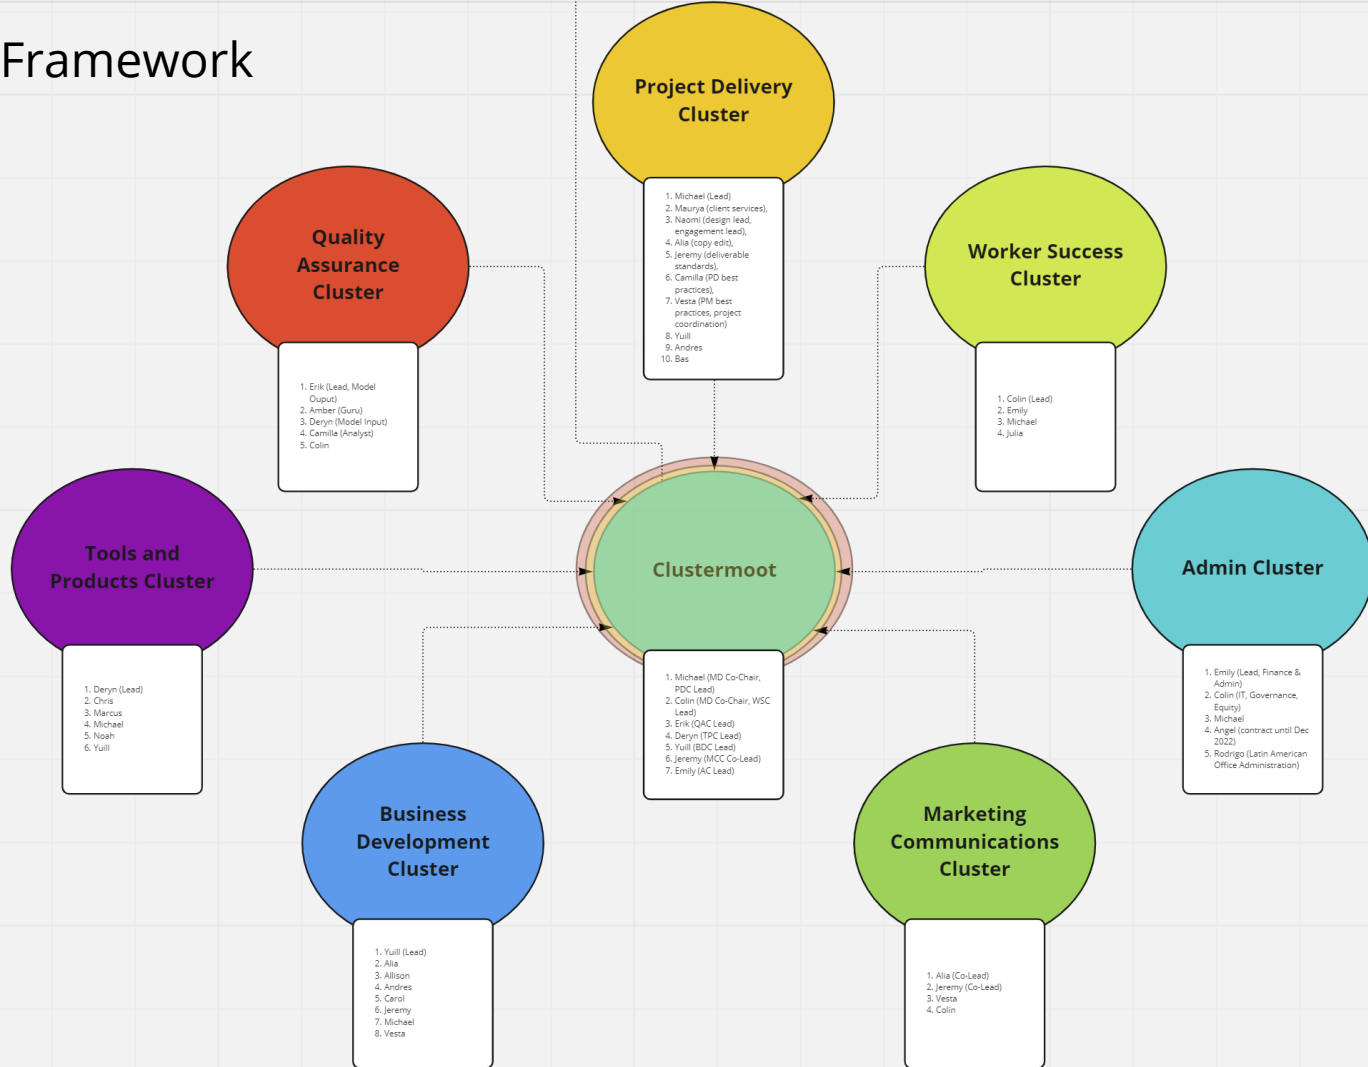 Framework
Project Delivery
Cluster
1. Michael (Lead)
2. Maurya (client services),
3. Naomi (design lead,
engagement lead),
4. Alia (copy edit),
5. Jeremy (deliverable
standards),
6. Camilla (PD best
practices),
7. Vesta (PM best
practices, project
coordination)
8. Yuill
9. Andres
10. Bas
Quality
Assurance
Cluster
1. Erik (Lead, Model
Ouput)
2. Amber (Guru)
3. Deryn (Model Input)
4. Camilla (Analyst)
5. Colin
Worker Success
Cluster
1. Colin (Lead)
2. Emily
3. Michael
4. Julia
Tools and
Products Cluster
1. Deryn (Lead)
2. Chris
3. Marcus
4. Michael
5. Noah
6. Yuill
Clustermoot
1. Michael (MD Co-Chair,
PDC Lead)
2. Colin (MD Co-Chair, WSC
Lead)
3. Erik (QAC Lead)
4. Deryn (TPC Lead)
5. Yuill (BDC Lead)
6. Jeremy (MCC Co-Lead)
7. Emily (AC Lead)
Admin Cluster
1. Emily (Lead, Finance &
Admin)
2. Colin (IT, Governance,
Equity)
3. Michael
4. Angel (contract until Dec
2022)
5. Rodrigo (Latin American
Office Administration)
Business
Development
Cluster
1. Yuill (Lead)
2. Alia
3. Allison
4. Andres
5. Carol
6. Jeremy
7. Michael
8. Vesta
Marketing
Communications
Cluster
1. Alia (Co-Lead)
2. Jeremy (Co-Lead)
3. Vesta
4. Colin